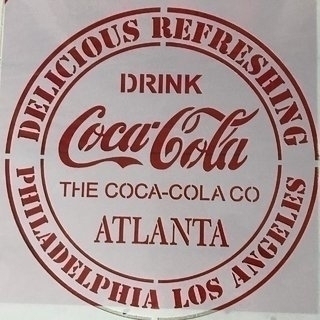 DELICIOUS REFRESHING
DRINK
Coca-Cola
THE COCA-COLA CO
ATLANTA
PHILADELPHIA LOS ANGELES